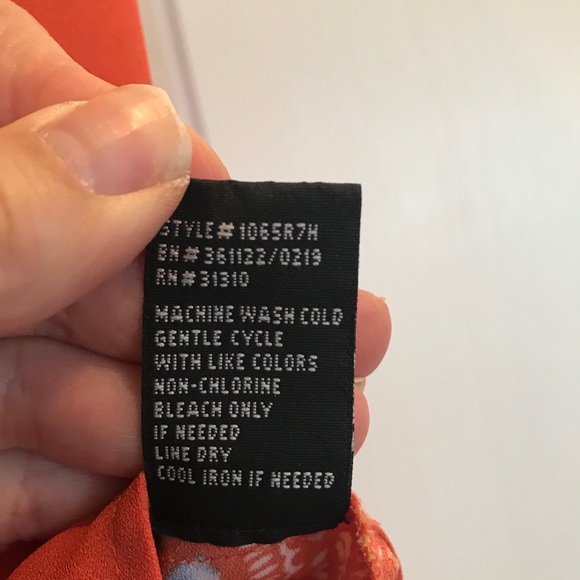 STYLE# 1065R7H
BN# 361122/0219
RN# 31310
MACHINE WASH COLD
GENTLE CYCLE
WITH LIKE COLORS
NON-CHLORINE
BLEACH ONLY
IF NEEDED
LINE DRY
COOL IRON IF NEEDED